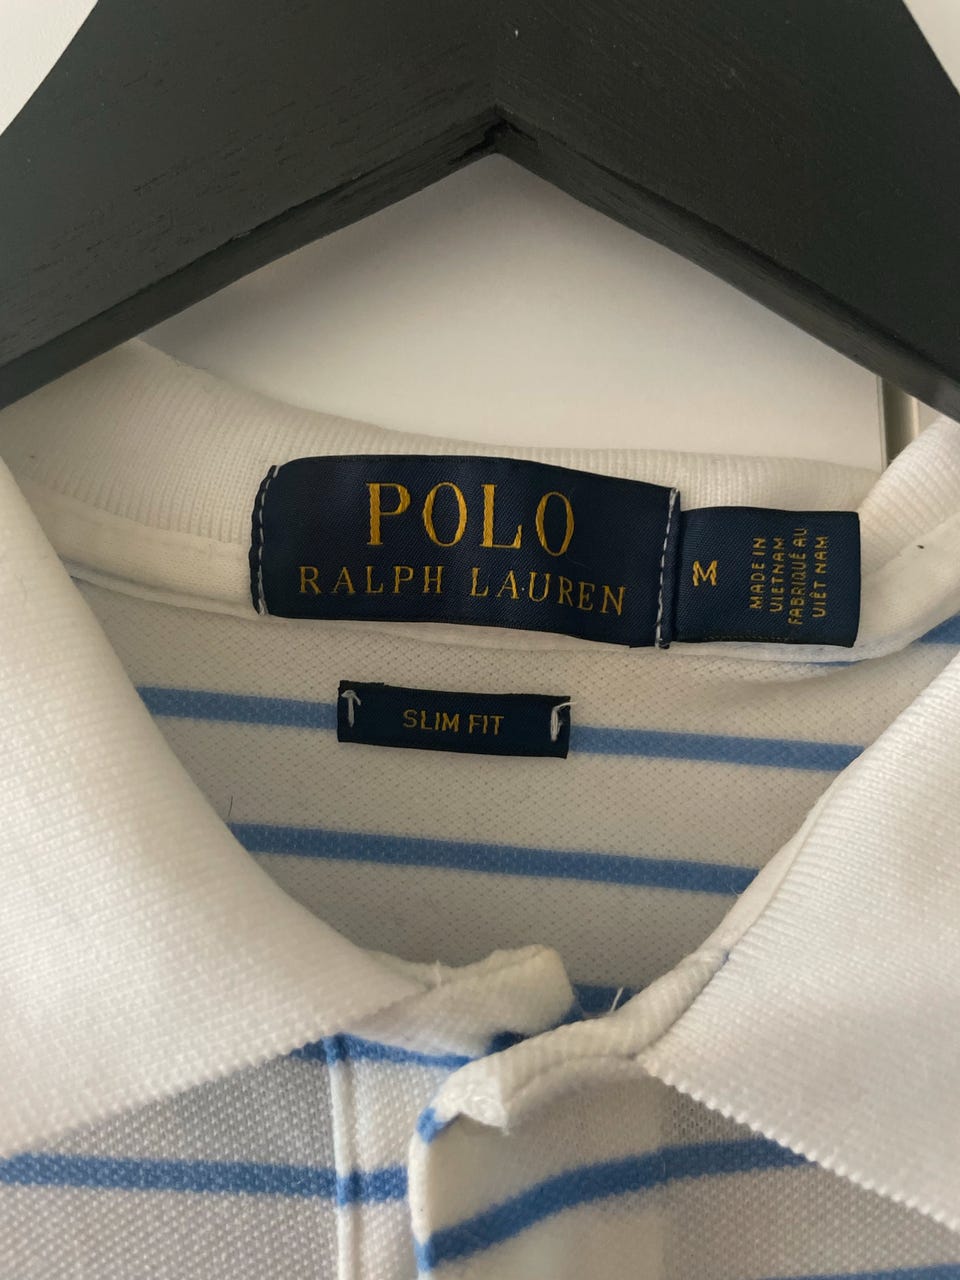 POLO
RALPH LAUREN
M
MADE IN
VIETNAM
FABRIQUÉ AU
VIÊT NAM
SLIM FIT